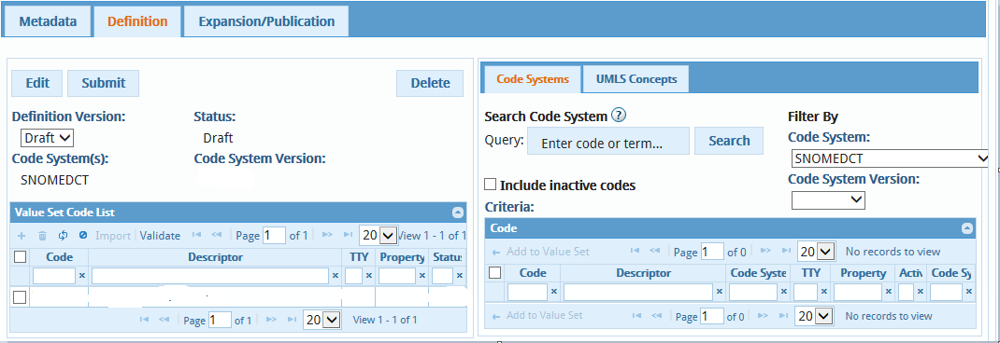 Metadata Definition Expansion/Publication
Edit Submit Delete
Definition Version: Status:
Draft Draft
Code System(s): Code System Version:
SNOMEDCT
Value Set Code List
Import Validate Page 1 of 1 20 View 1 - 1 of 1
Code Descriptor TTY Property Status
x x x x x
Page 1 of 1 20 View 1 - 1 of 1
Code Systems UMLS Concepts
Search Code System ?
Query: Enter code or term... Search
Include inactive codes
Criteria:
Filter By
Code System:
SNOMEDCT
Code System Version:
Code
Add to Value Set Page 1 of 0 20 No records to view
Code Descriptor Code Syste TTY Property Activ Code Sy
x x x x x x x
Add to Value Set Page 1 of 0 20 No records to view